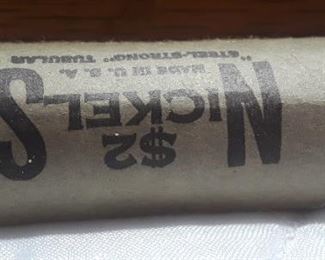 $2
NICKELS
MADE IN U. S. A.
"STEEL-STRONG" TUBULAR